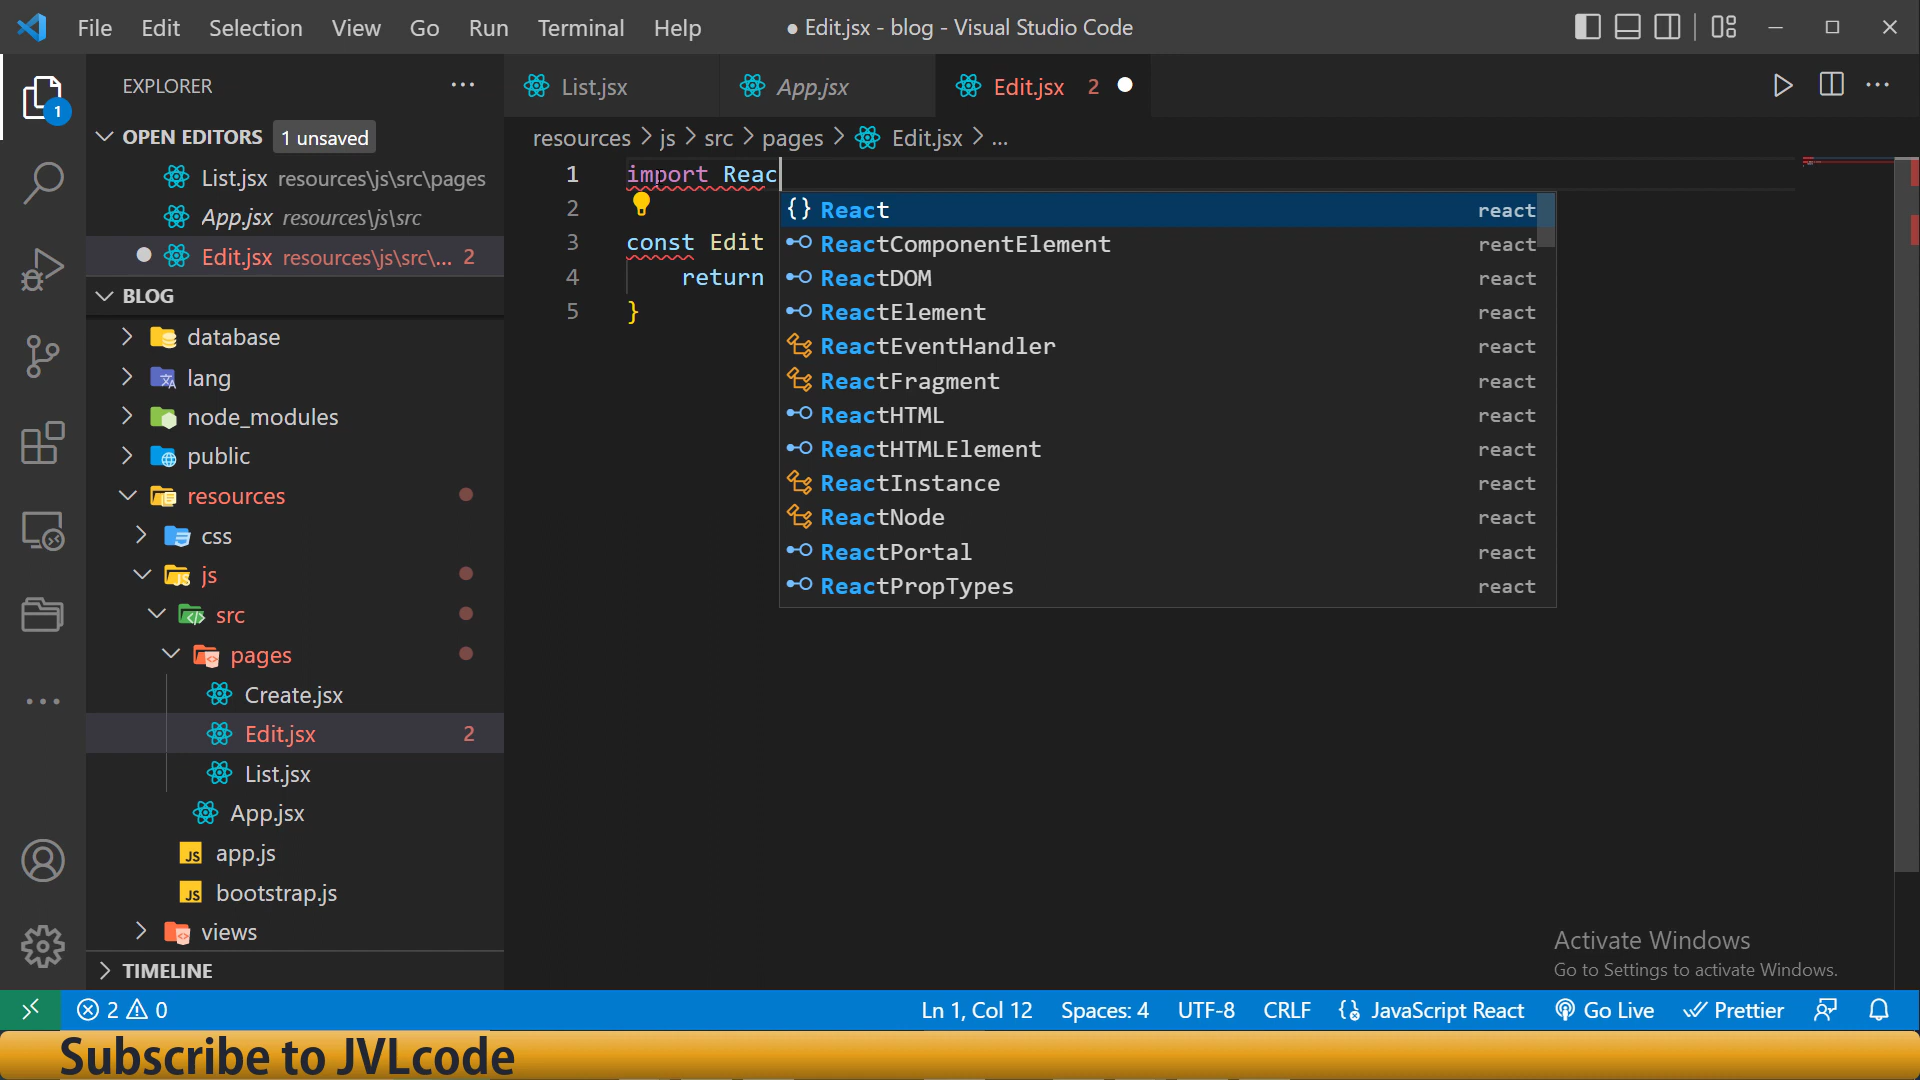 File Edit Selection View Go Run Terminal Help ● Edit.jsx - blog - Visual Studio Code
EXPLORER
OPEN EDITORS 1 unsaved
List.jsx resources\js\src\pages
App.jsx resources\js\src
Edit.jsx resources\js\src\... 2
BLOG
database
lang
node_modules
public
resources
css
js
src
pages
Create.jsx
Edit.jsx 2
List.jsx
App.jsx
JS app.js
JS bootstrap.js
views
TIMELINE
1
List.jsx App.jsx Edit.jsx 2
resources > js > src > pages > Edit.jsx > ...
1 import Reac
2
3 const Edit
4 return
5 }
{} React react
ReactComponentElement react
ReactDOM react
ReactElement react
ReactEventHandler react
ReactFragment react
ReactHTML react
ReactHTMLElement react
ReactInstance react
ReactNode react
ReactPortal react
ReactPropTypes react
Activate Windows
Go to Settings to activate Windows.
2 0 Ln 1, Col 12 Spaces: 4 UTF-8 CRLF JavaScript React Go Live Prettier
Subscribe to JVLcode